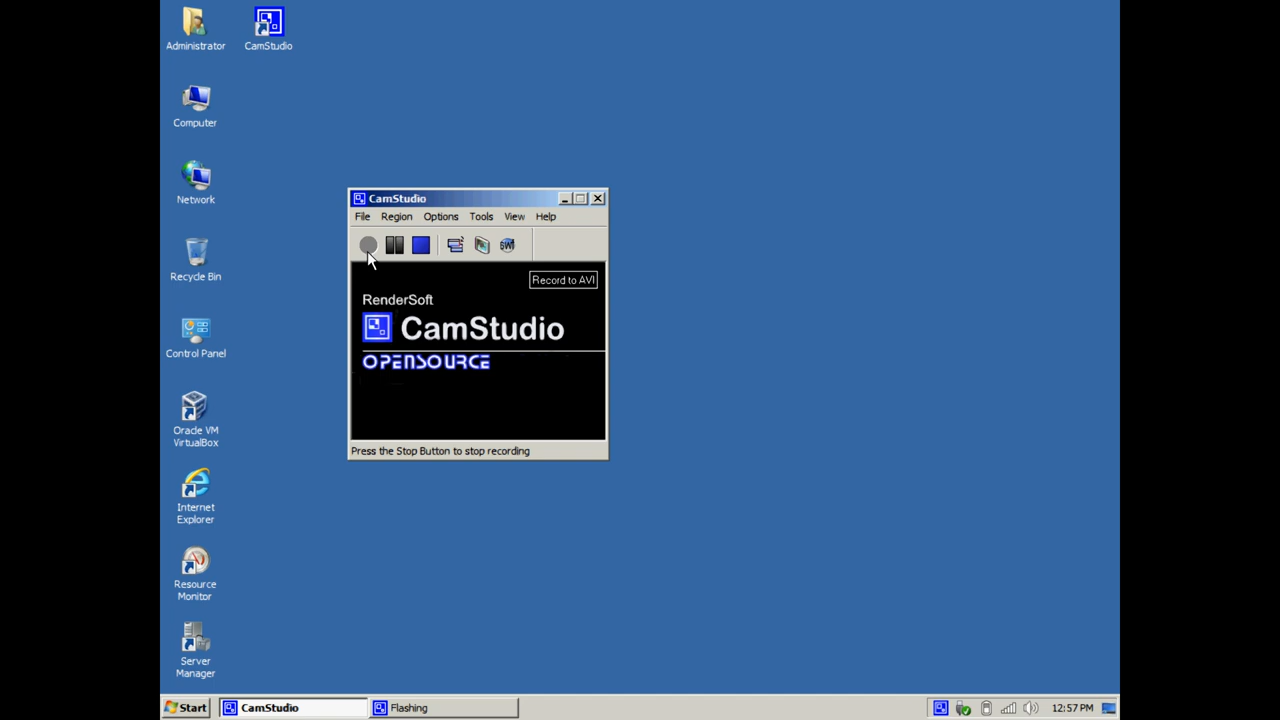 Administrator
CamStudio
Computer
Network
Recycle Bin
Control Panel
Oracle VM
VirtualBox
Internet
Explorer
Resource
Monitor
Server
Manager
CamStudio
File Region Options Tools View Help
SWF
Record to AVI
RenderSoft
CamStudio
OPENSOURCE
Press the Stop Button to stop recording
Start CamStudio Flashing 12:57 PM